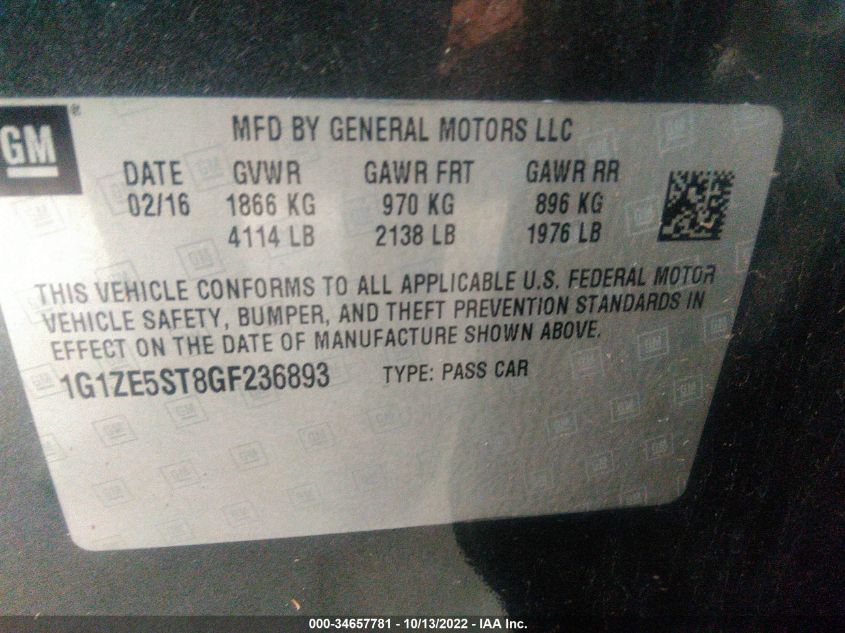 GM®
MFD BY GENERAL MOTORS LLC
DATE GVWR GAWR FRT GAWR RR
02/16 1866 KG 970 KG 896 KG
4114 LB 2138 LB 1976 LB
THIS VEHICLE CONFORMS TO ALL APPLICABLE U.S. FEDERAL MOTOR
VEHICLE SAFETY, BUMPER, AND THEFT PREVENTION STANDARDS IN
EFFECT ON THE DATE OF MANUFACTURE SHOWN ABOVE.
1G1ZE5ST8GF236893 TYPE: PASS CAR
000-34657781 - 10/13/2022 - IAA Inc.